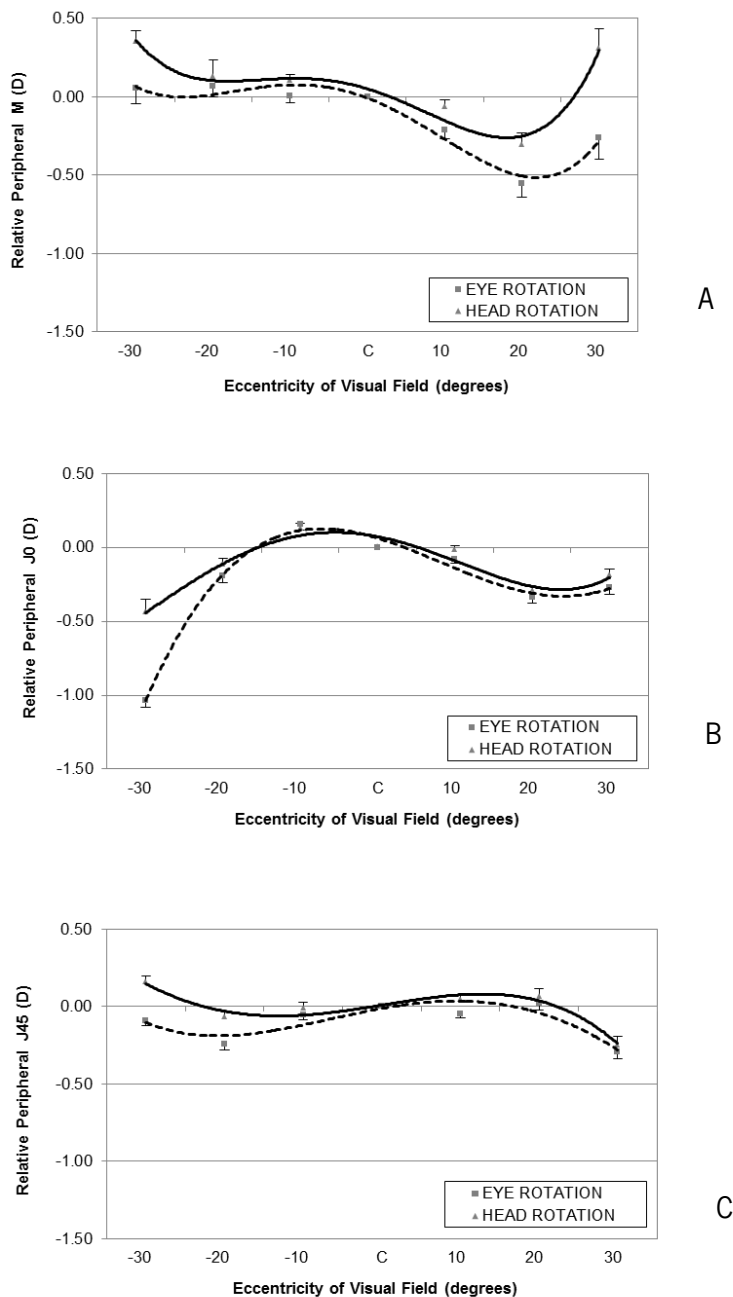 0.50
0.00
-0.50
-1.00
-1.50
Relative Peripheral M (D)
EYE ROTATION
HEAD ROTATION
-30 -20 -10 C 10 20 30
Eccentricity of Visual Field (degrees)
A
0.50
0.00
-0.50
-1.00
-1.50
Relative Peripheral J0 (D)
EYE ROTATION
HEAD ROTATION
-30 -20 -10 C 10 20 30
Eccentricity of Visual Field (degrees)
B
0.50
0.00
-0.50
-1.00
-1.50
Relative Peripheral J45 (D)
EYE ROTATION
HEAD ROTATION
-30 -20 -10 C 10 20 30
Eccentricity of Visual Field (degrees)
C